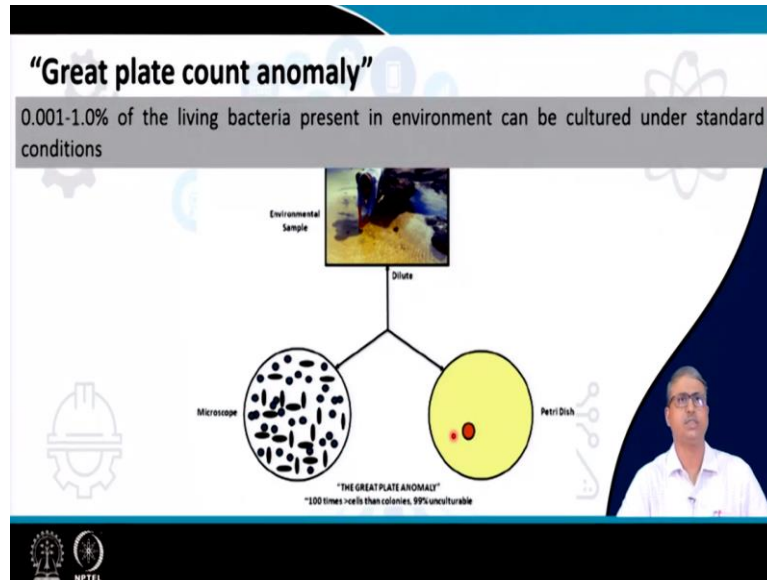 “Great plate count anomaly”
0.001-1.0% of the living bacteria present in environment can be cultured under standard
conditions
Environmental
Sample
Dilute
Microscope
Petri Dish
"THE GREAT PLATE ANOMALY"
~100 times >cells than colonies, 99% unculturable
NPTEL